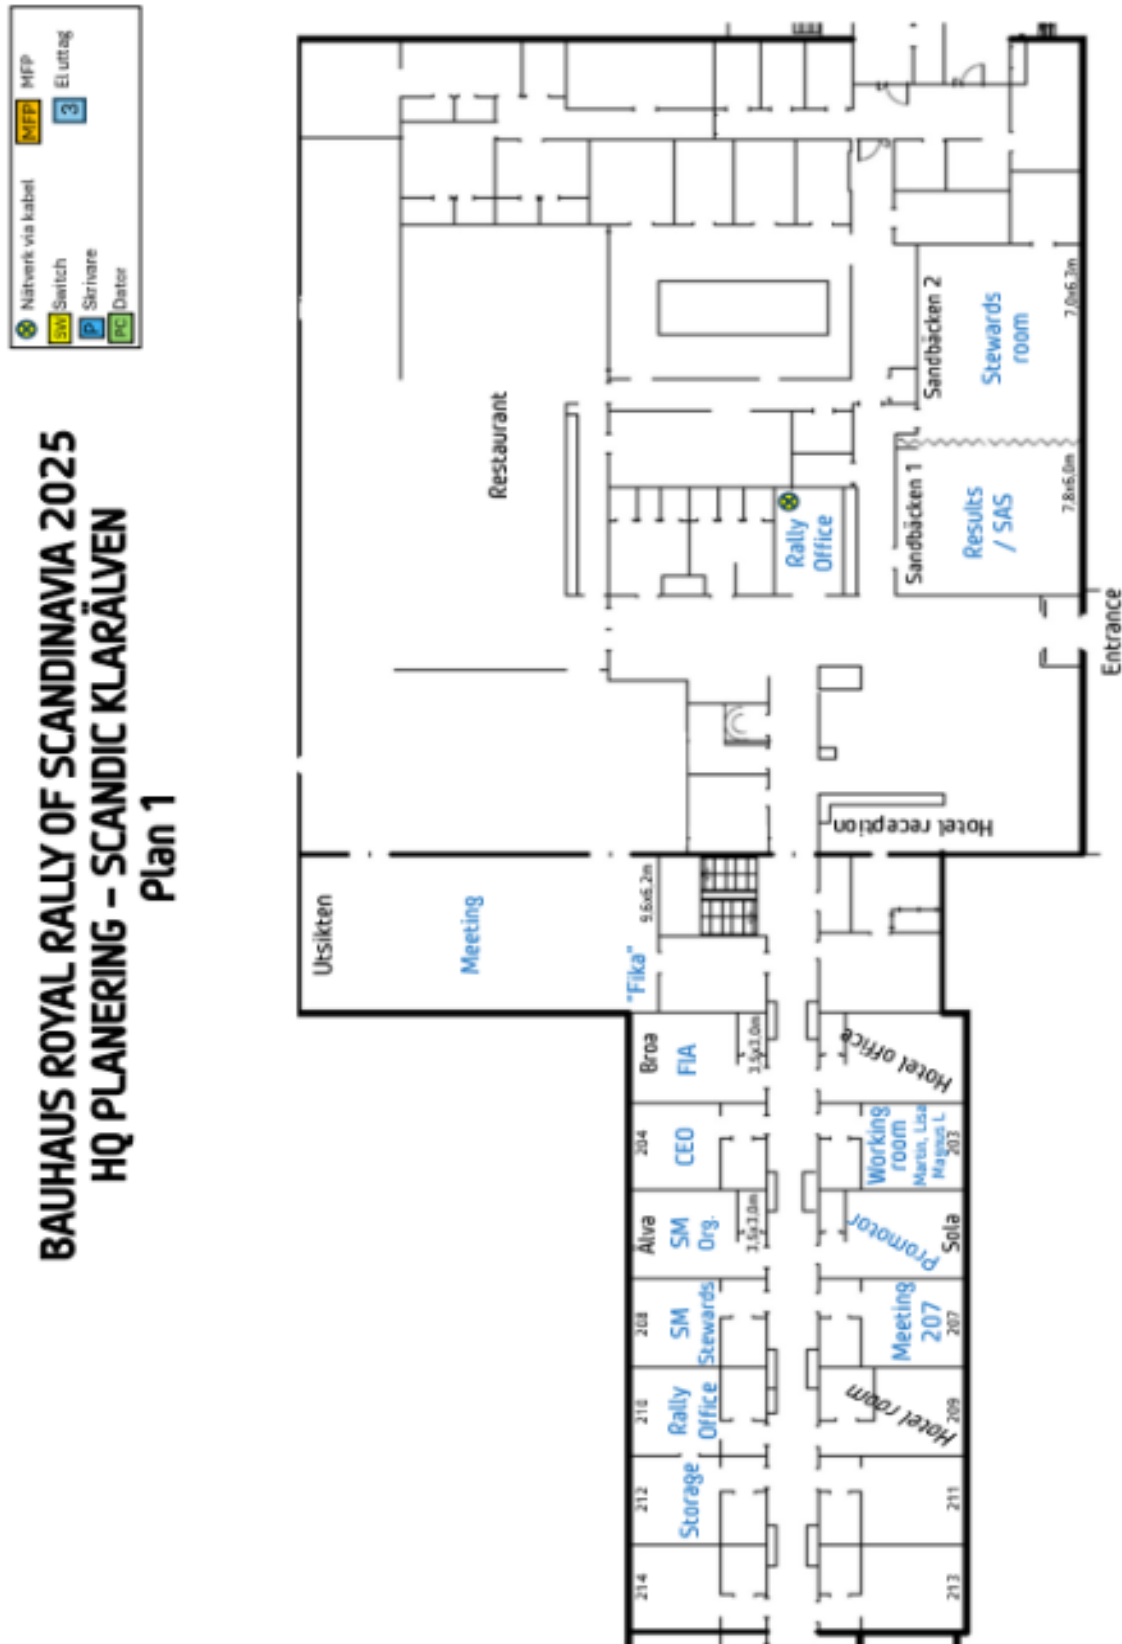 BAUHAUS ROYAL RALLY OF SCANDINAVIA 2025
HQ PLANERING – SCANDIC KLARÄLVEN
Plan 1
Nätverk via kabel
MFP MFP
SW Switch
3 El uttag
P Skrivare
PC Dator
Utsikten
Meeting
"Fika"
9,6x6,2m
Restaurant
Rally
Office
Sandbäcken 2
Stewards
room
7,0x6,3m
Sandbäcken 1
Results
/ SAS
7,8x6,0m
Entrance
Hotel reception
Broa
FIA
3,5x3,0m
Hotel office
204
CEO
Working
room
Martin, Lisa
Magnus L
203
Älva
SM
Org.
3,5x3,0m
Promotor
Sola
208
SM
Stewards
Meeting
207
207
210
Rally
Office
Hotel room
209
212
Storage
211
214
213